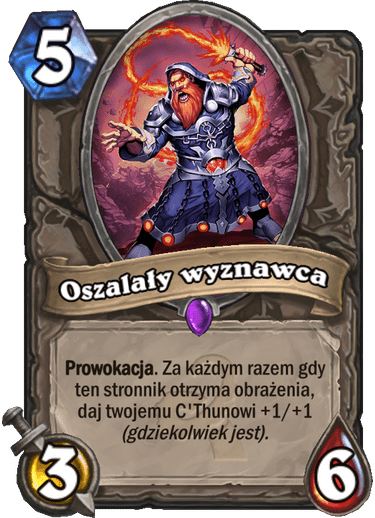 5
Oszalały wyznawca
Prowokacja. Za każdym razem gdy
ten stronnik otrzyma obrażenia,
daj twojemu C'Thunowi +1/+1
(gdziekolwiek jest).
3
6